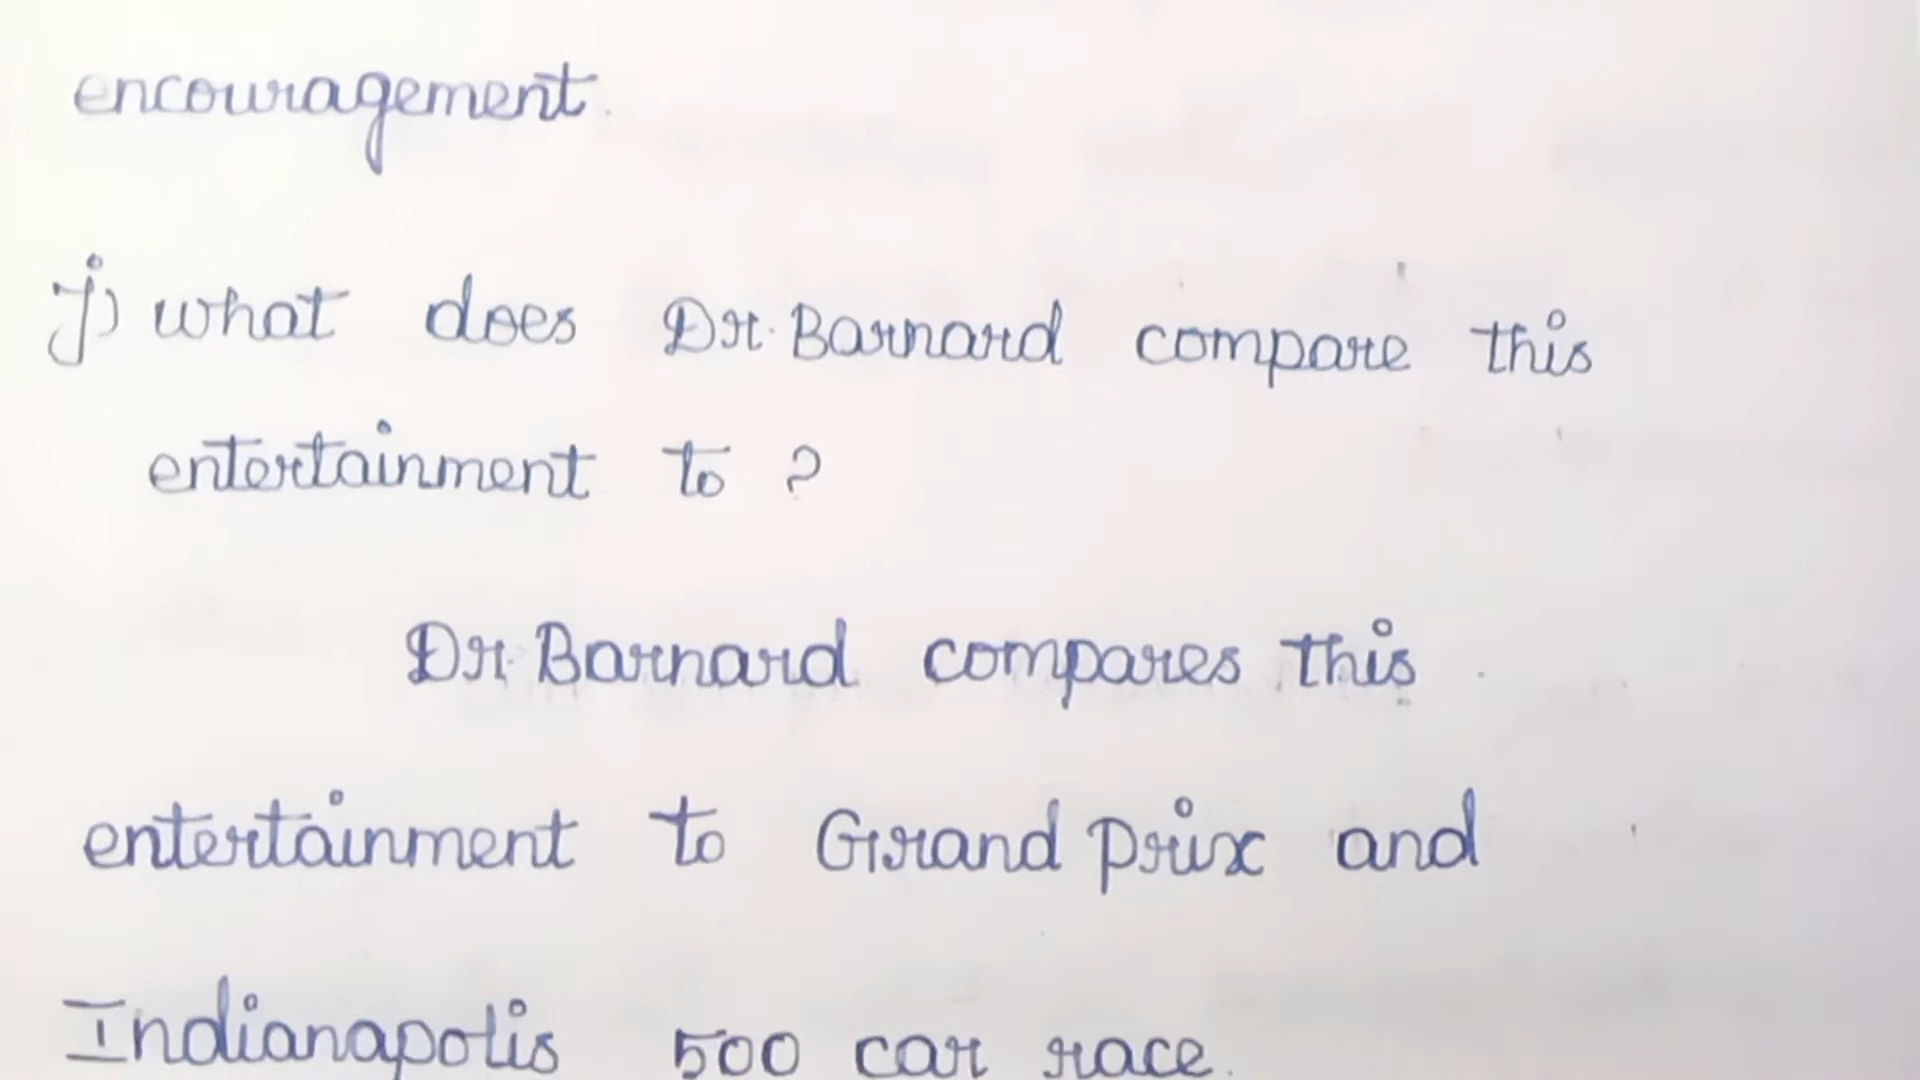 encouragement.
j) what does Dr. Barnard compare this
entertainment to ?
Dr. Barnard compares this
entertainment to Grand prix and
Indianapolis 500 car race.